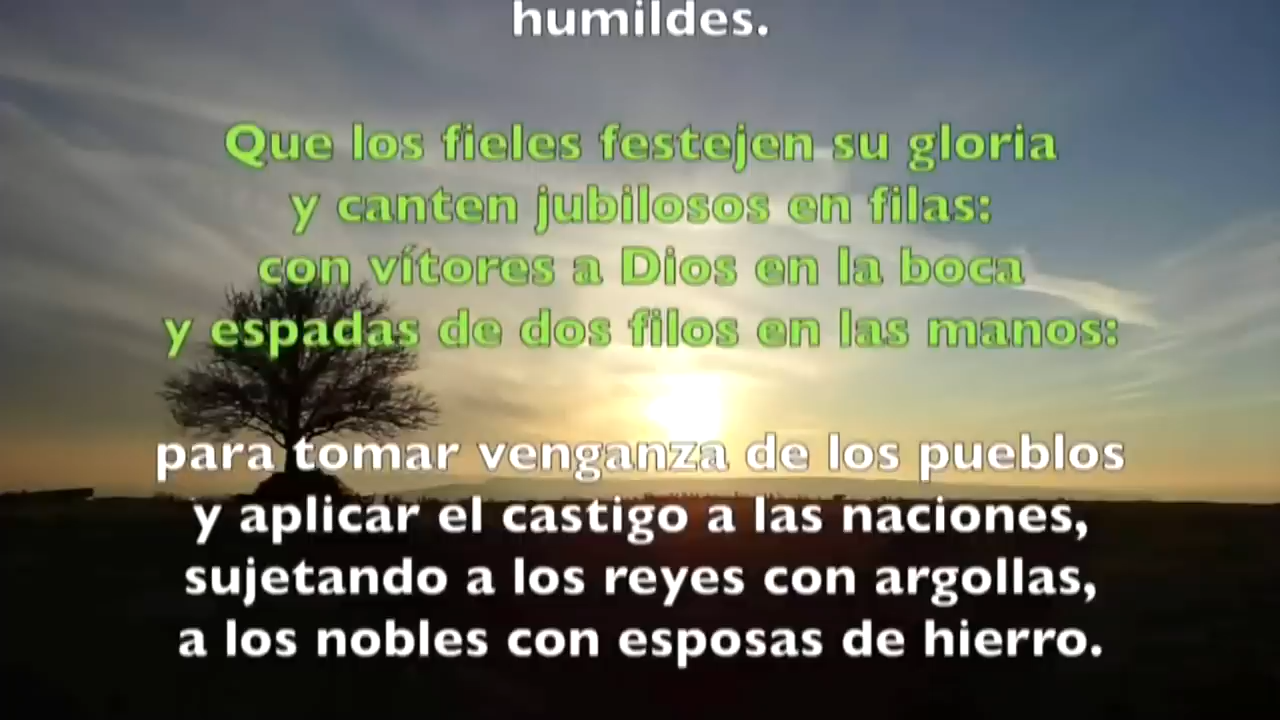 humildes.
Que los fieles festejen su gloria
y canten jubilosos en filas:
con vítores a Dios en la boca
y espadas de dos filos en las manos:
para tomar venganza de los pueblos
y aplicar el castigo a las naciones,
sujetando a los reyes con argollas,
a los nobles con esposas de hierro.